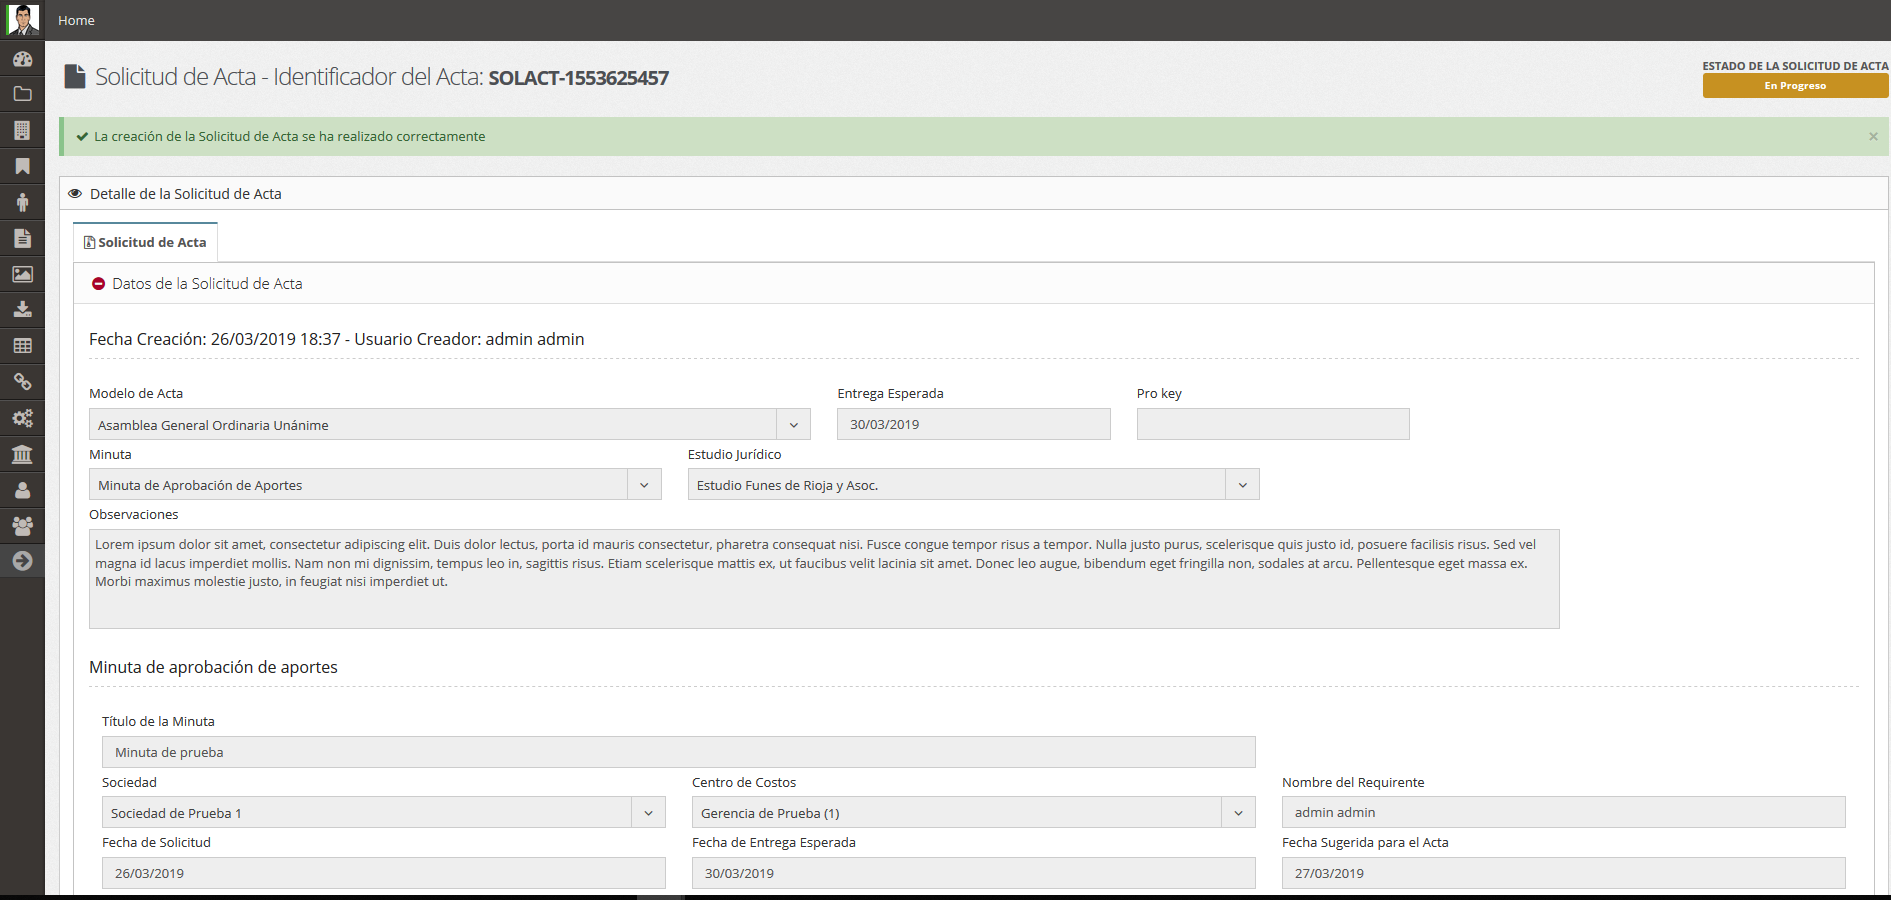 Home
Solicitud de Acta - Identificador del Acta: SOLACT-1553625457
ESTADO DE LA SOLICITUD DE ACTA
En Progreso
La creación de la Solicitud de Acta se ha realizado correctamente
×
Detalle de la Solicitud de Acta
Solicitud de Acta
Datos de la Solicitud de Acta
Fecha Creación: 26/03/2019 18:37 - Usuario Creador: admin admin
Modelo de Acta Entrega Esperada Pro key
Asamblea General Ordinaria Unánime 30/03/2019
Minuta Estudio Jurídico
Minuta de Aprobación de Aportes Estudio Funes de Rioja y Asoc.
Observaciones
Lorem ipsum dolor sit amet, consectetur adipiscing elit. Duis dolor lectus, porta id mauris consectetur, pharetra consequat nisi. Fusce congue tempor risus a tempor. Nulla justo purus, scelerisque quis justo id, posuere facilisis risus. Sed vel
magna id lacus imperdiet mollis. Nam non mi dignissim, tempus leo in, sagittis risus. Etiam scelerisque mattis ex, ut faucibus velit lacinia sit amet. Donec leo augue, bibendum eget fringilla non, sodales at arcu. Pellentesque eget massa ex.
Morbi maximus molestie justo, in feugiat nisi imperdiet ut.
Minuta de aprobación de aportes
Título de la Minuta
Minuta de prueba
Sociedad Centro de Costos Nombre del Requirente
Sociedad de Prueba 1 Gerencia de Prueba (1) admin admin
Fecha de Solicitud Fecha de Entrega Esperada Fecha Sugerida para el Acta
26/03/2019 30/03/2019 27/03/2019